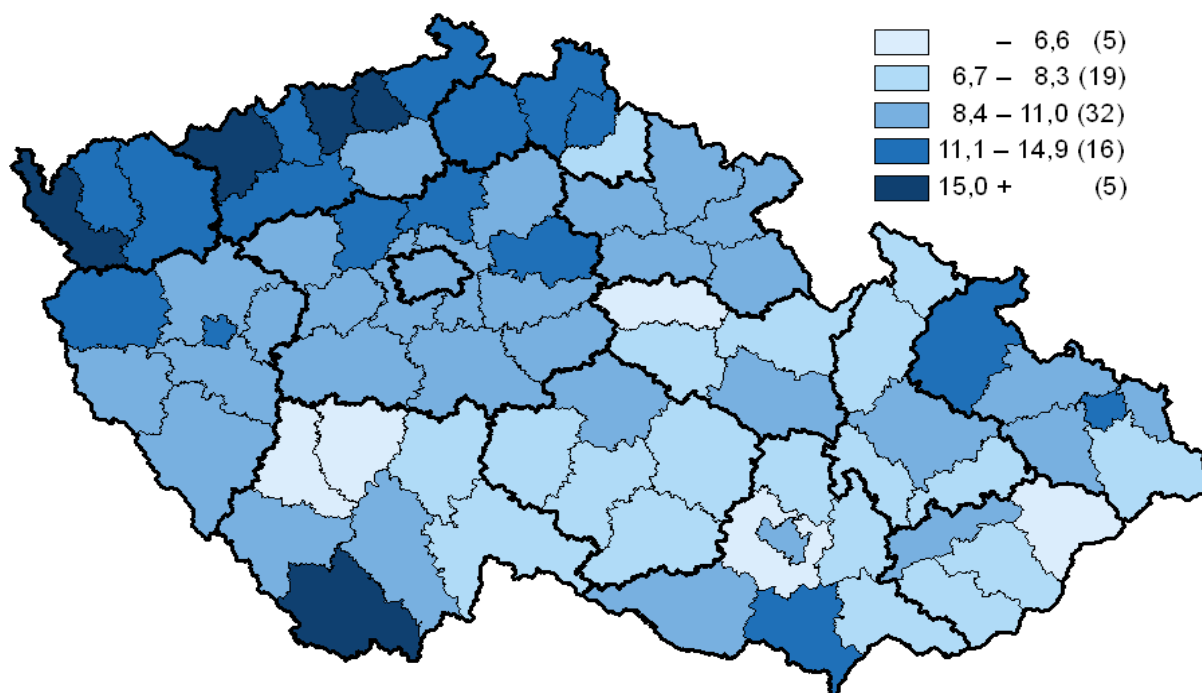 – 6,6 (5)
6,7 – 8,3 (19)
8,4 – 11,0 (32)
11,1 – 14,9 (16)
15,0 + (5)